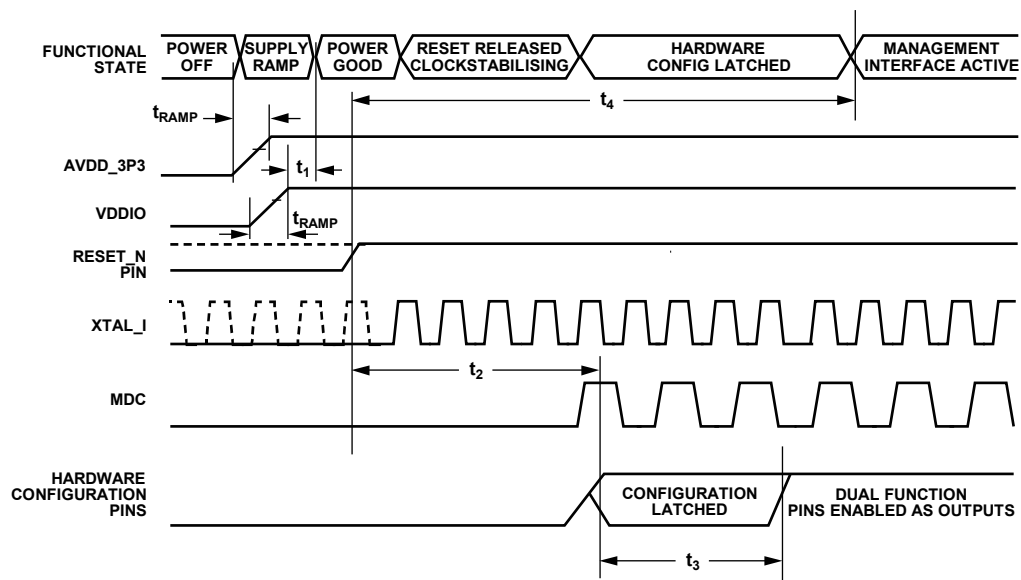 FUNCTIONAL
STATE
POWER
OFF
SUPPLY
RAMP
POWER
GOOD
RESET RELEASED
CLOCKSTABILISING
HARDWARE
CONFIG LATCHED
MANAGEMENT
INTERFACE ACTIVE
t4
tRAMP
AVDD_3P3
t1
VDDIO
tRAMP
RESET_N
PIN
XTAL_I
t2
MDC
HARDWARE
CONFIGURATION
PINS
CONFIGURATION
LATCHED
DUAL FUNCTION
PINS ENABLED AS OUTPUTS
t3